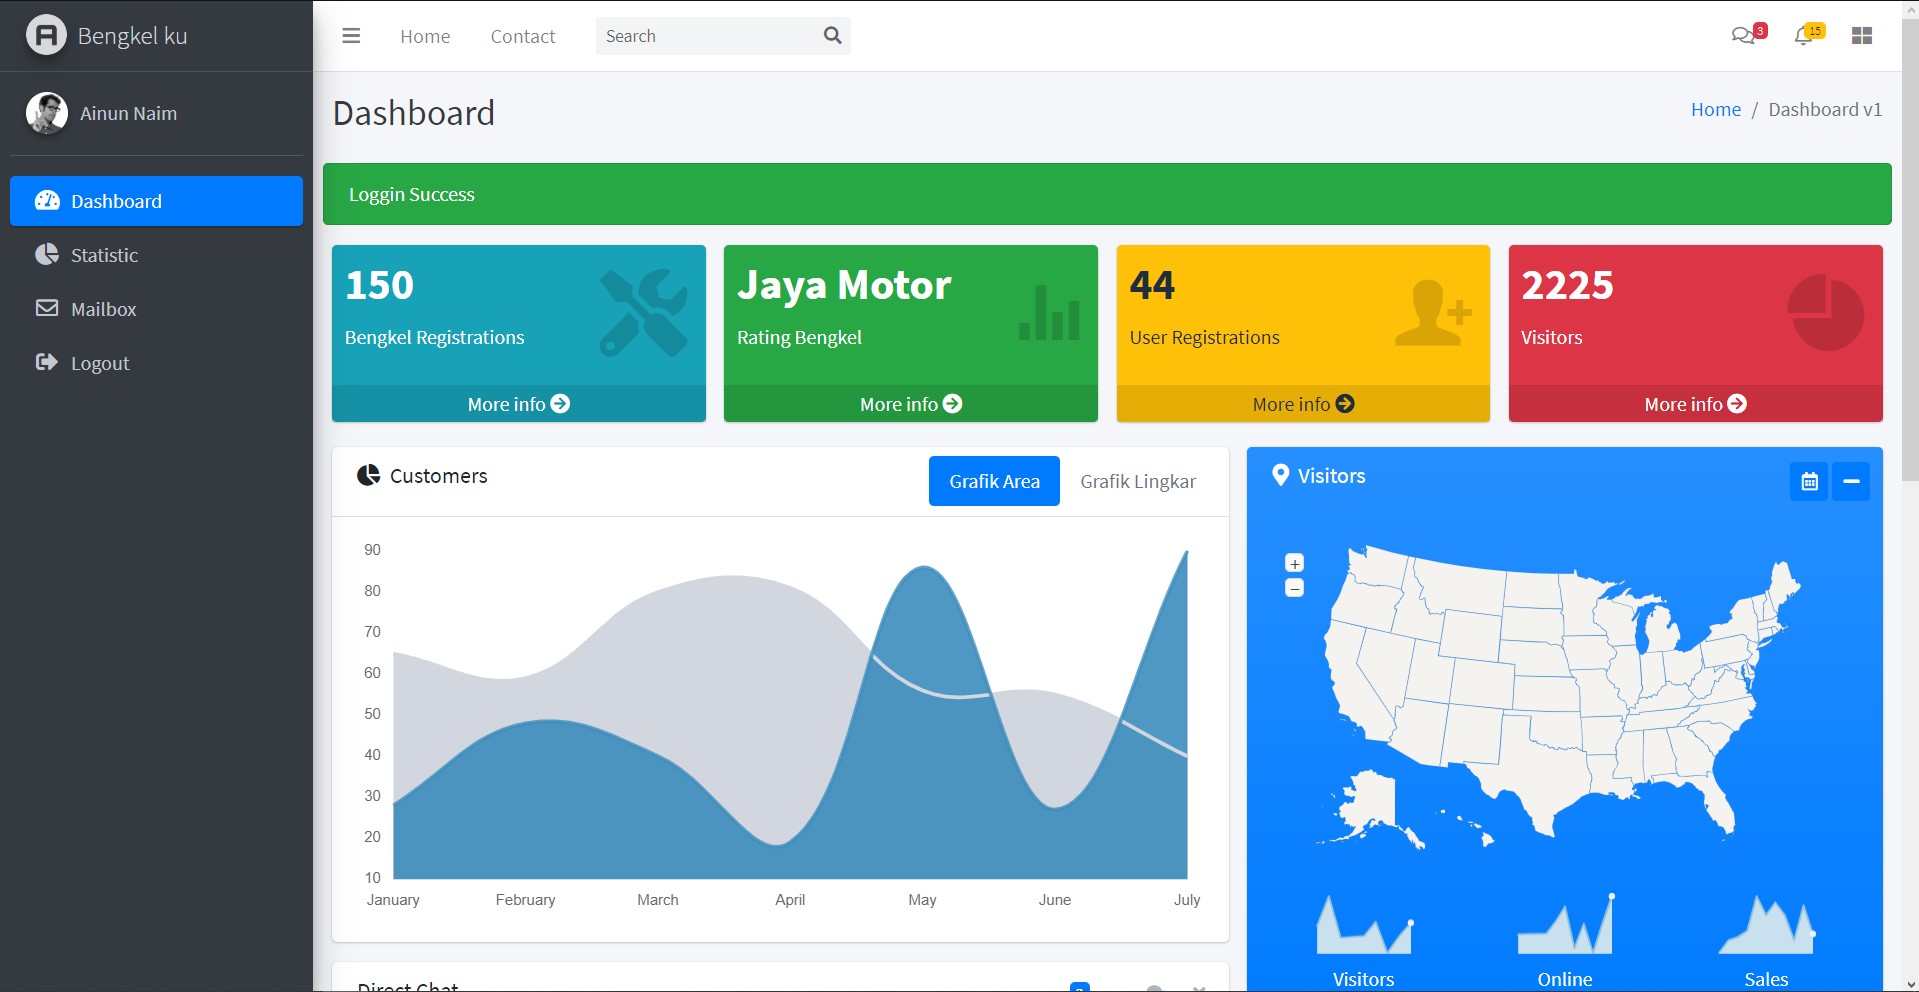 Bengkel ku
Home
Contact
Search
3
15
Ainun Naim
Dashboard
Statistic
Mailbox
Logout
Dashboard
Home / Dashboard v1
Loggin Success
150
Bengkel Registrations
More info
Jaya Motor
Rating Bengkel
More info
44
User Registrations
More info
2225
Visitors
More info
Customers
Grafik Area
Grafik Lingkar
90
80
70
60
50
40
30
20
10
January
February
March
April
May
June
July
Visitors
+
−
Visitors
Online
Sales
Direct Chat